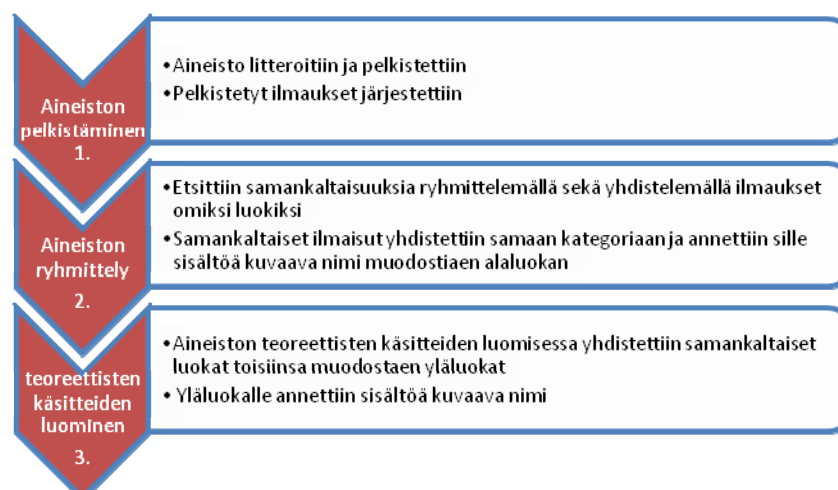 Aineiston
pelkistäminen
1.
•Aineisto litteroitiin ja pelkistettiin
•Pelkistetyt ilmaukset järjestettiin
Aineiston
ryhmittely
2.
•Etsittiin samankaltaisuuksia ryhmittelemällä sekä yhdistelemällä ilmaukset
omiksi luokiksi
•Samankaltaiset ilmaisut yhdistettiin samaan kategoriaan ja annettiin sille
sisältöä kuvaava nimi muodostiaen alaluokan
teoreettisten
käsitteiden
luominen
3.
•Aineiston teoreettisten käsitteiden luomisessa yhdistettiin samankaltaiset
luokat toisiinsa muodostaen yläluokat
•Yläluokalle annettiin sisältöä kuvaava nimi